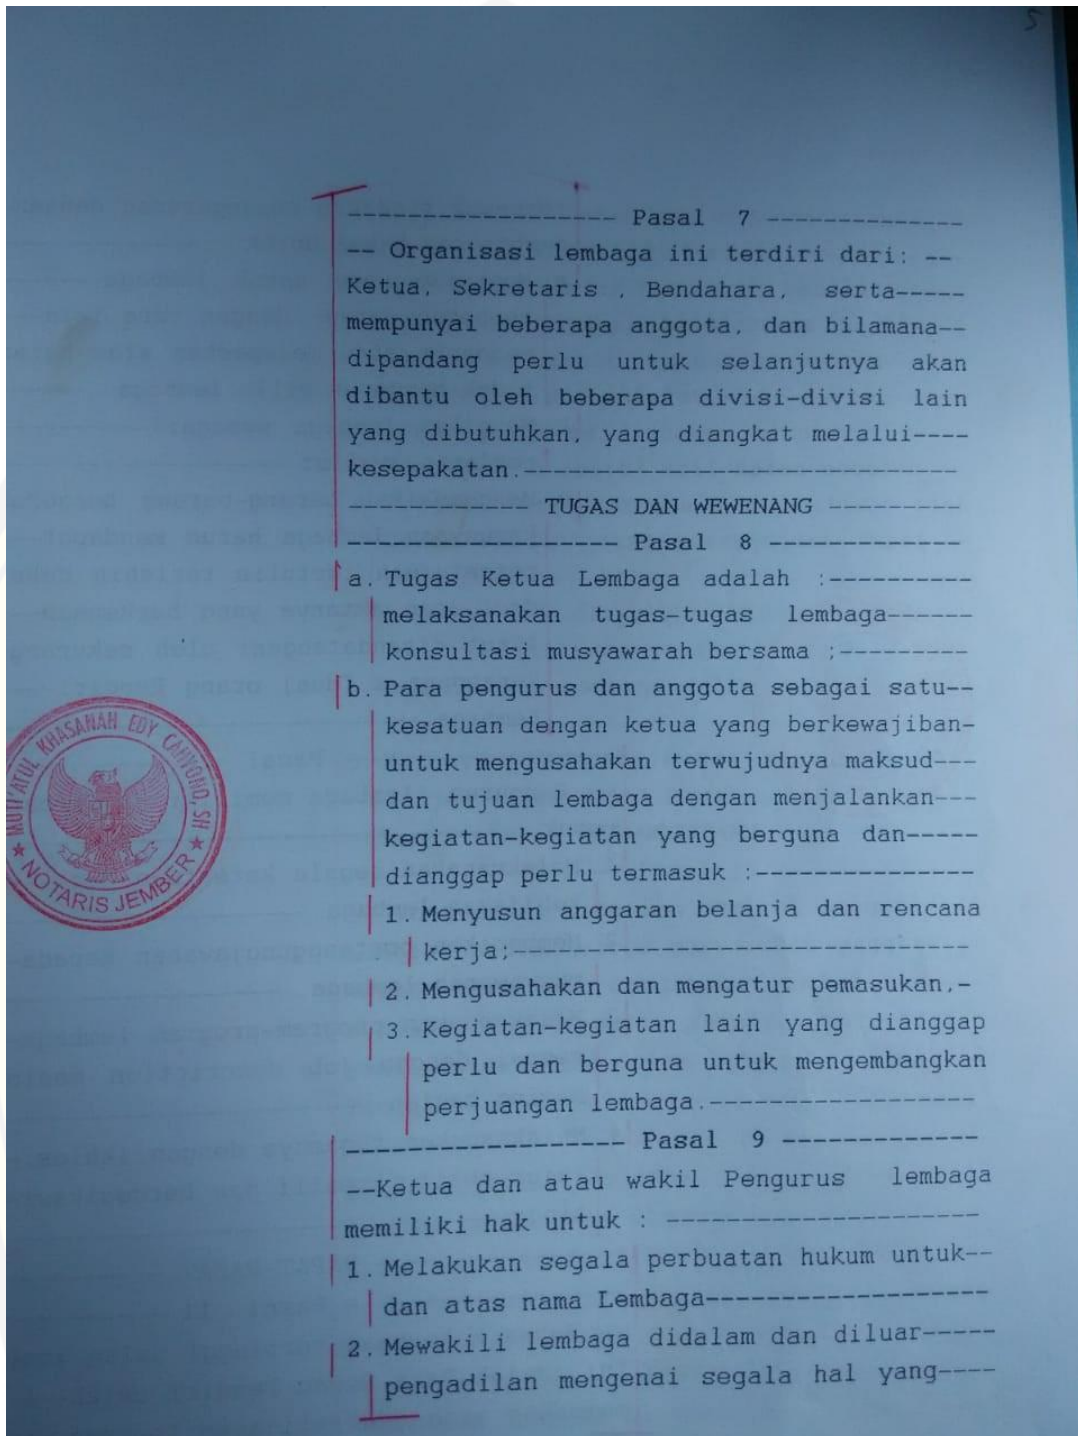 5
------------------ Pasal 7 -------------
-- Organisasi lembaga ini terdiri dari: --
Ketua, Sekretaris , Bendahara, serta-----
mempunyai beberapa anggota, dan bilamana--
dipandang perlu untuk selanjutnya akan
dibantu oleh beberapa divisi-divisi lain
yang dibutuhkan, yang diangkat melalui----
kesepakatan.-----------------------------
------------ TUGAS DAN WEWENANG ---------
------------------ Pasal 8 -------------
a. Tugas Ketua Lembaga adalah :----------
melaksanakan tugas-tugas lembaga------
konsultasi musyawarah bersama ;---------
b. Para pengurus dan anggota sebagai satu--
kesatuan dengan ketua yang berkewajiban-
untuk mengusahakan terwujudnya maksud---
dan tujuan lembaga dengan menjalankan---
kegiatan-kegiatan yang berguna dan-----
dianggap perlu termasuk :---------------
1. Menyusun anggaran belanja dan rencana
kerja;------------------------------
2. Mengusahakan dan mengatur pemasukan,-
3. Kegiatan-kegiatan lain yang dianggap
perlu dan berguna untuk mengembangkan
perjuangan lembaga.------------------
------------------ Pasal 9 -------------
--Ketua dan atau wakil Pengurus lembaga
memiliki hak untuk : ---------------------
1. Melakukan segala perbuatan hukum untuk--
dan atas nama Lembaga-------------------
2. Mewakili lembaga didalam dan diluar-----
pengadilan mengenai segala hal yang----
MUTI'ATUL KHASANAH EDY CAHYONO, SH
★ NOTARIS JEMBER ★